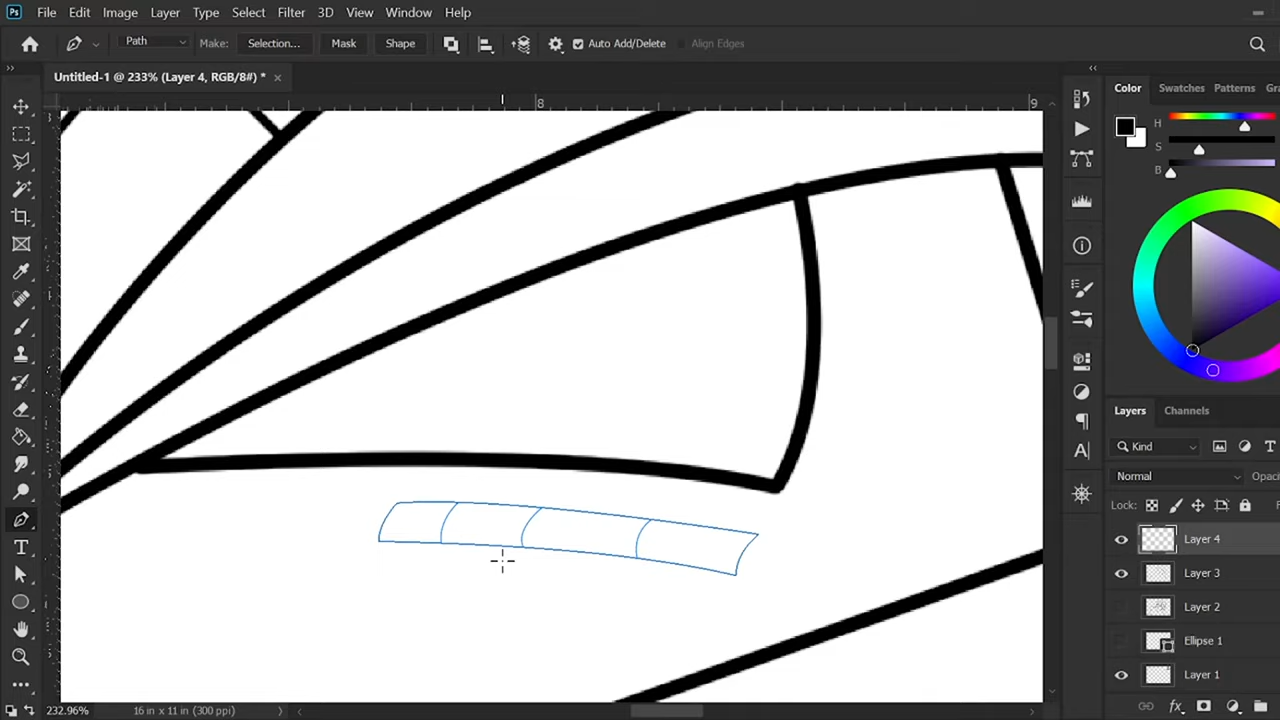 Ps File Edit Image Layer Type Select Filter 3D View Window Help
Path Make: Selection... Mask Shape Auto Add/Delete Align Edges
Untitled-1 @ 233% (Layer 4, RGB/8#) *
8 9
Color Swatches Patterns Gra
H
S
B
Layers Channels
Kind
Normal Opaci
Lock:
Layer 4
Layer 3
Layer 2
Ellipse 1
Layer 1
232.96% 16 in x 11 in (300 ppi)